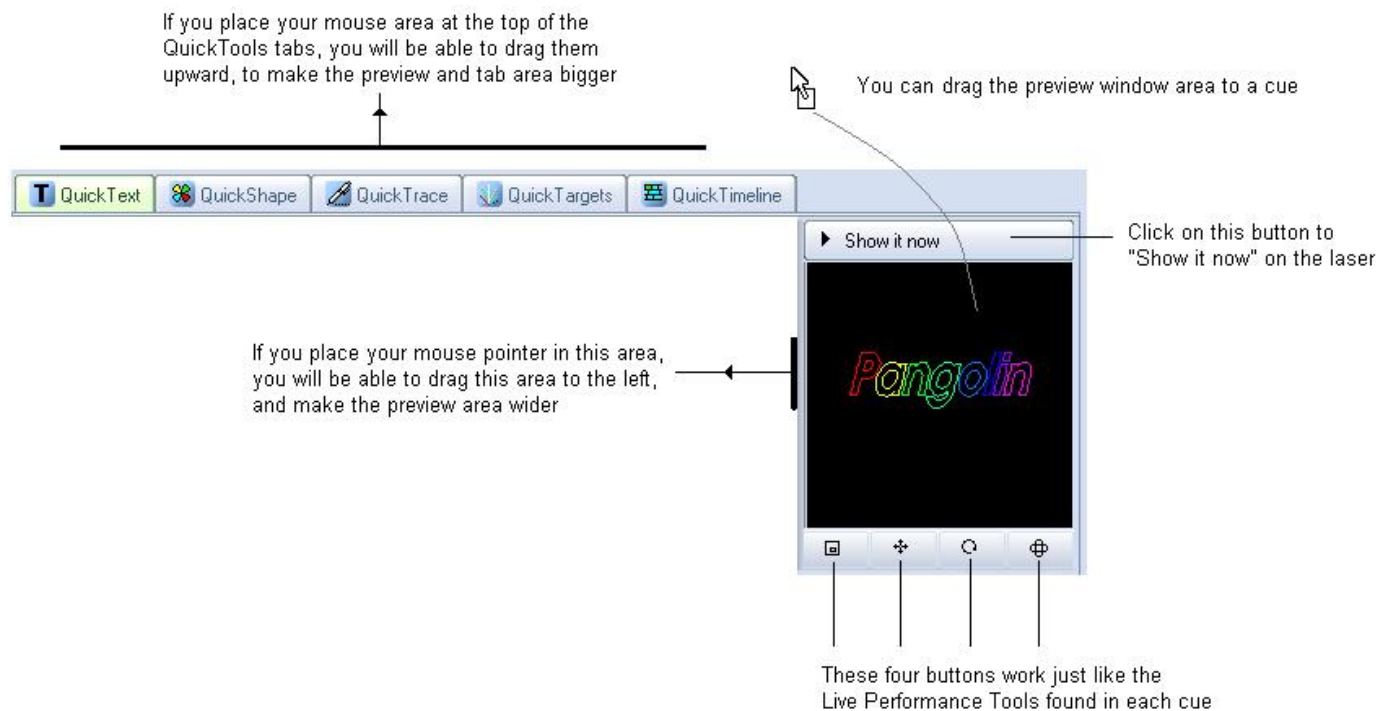 If you place your mouse area at the top of the
QuickTools tabs, you will be able to drag them
upward, to make the preview and tab area bigger
You can drag the preview window area to a cue
T QuickText QuickShape QuickTrace QuickTargets QuickTimeline
Show it now
Click on this button to
"Show it now" on the laser
Pangolin
If you place your mouse pointer in this area,
you will be able to drag this area to the left,
and make the preview area wider
These four buttons work just like the
Live Performance Tools found in each cue